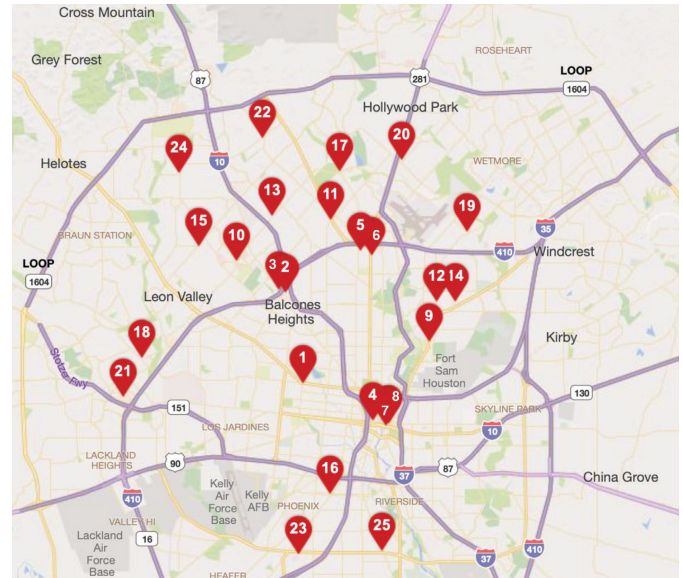 Cross Mountain
ROSEHEART
Grey Forest
87
281
LOOP
1604
Hollywood Park
22
20
17
24
10
WETMORE
Helotes
13
11
19
15
5
6
10
35
BRAUN STATION
410
Windcrest
LOOP
3
2
12
14
1604
Leon Valley
Balcones
Heights
9
18
Kirby
Stotzer Fwy
1
Fort
Sam
Houston
21
130
4
8
7
151
SKYLINE PARK
LOS JARDINES
10
LACKLAND
HEIGHTS
90
16
37
87
China Grove
Kelly
Air
Force
Base
Kelly
AFB
410
PHOENIX
RIVERSIDE
VALLEY HI
23
25
16
Lackland
Air
Force
Base
410
37